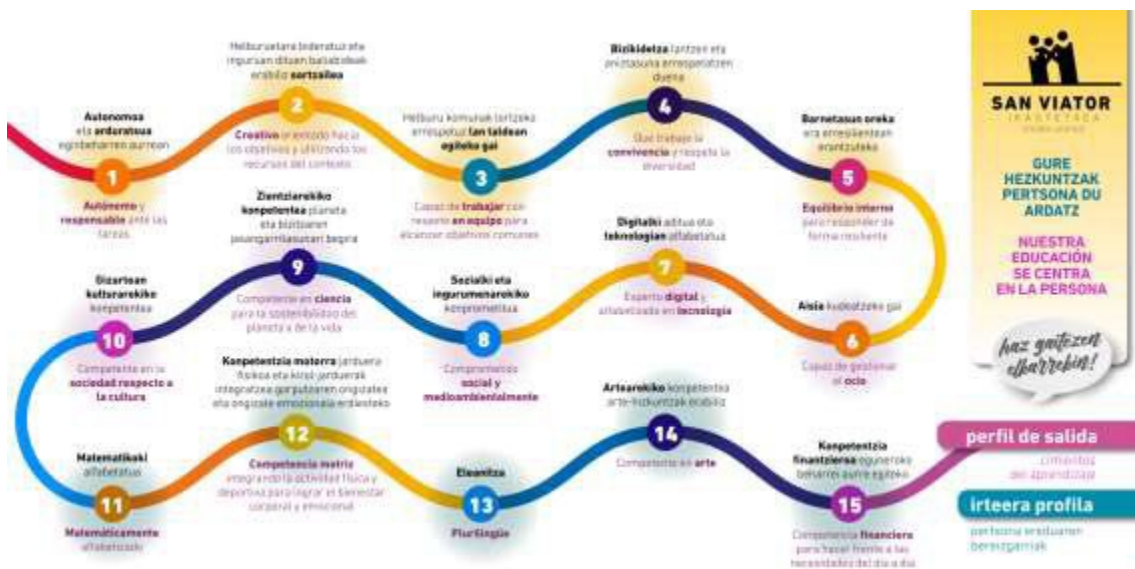 Autonomoa
eta arduratsua
eginbeharren aurrean
1
Autónomo y
responsable ante las
tareas
Helburuetara bideratuz eta
inguruan dituen baliabideak
erabiliz sortzailea
2
Creativo orientado hacia
los objetivos y utilizando los
recursos del contexto
Helburu komunak lortzeko
errespetuz lan taldean
egiteko gai
3
Capaz de trabajar con
respeto en equipo para
alcanzar objetivos comunes
Bizikidetza lantzen eta
aniztasuna errespetatzen
duena
4
Que trabaje la
convivencia y respete la
diversidad
Barnetasun oreka
era erresilientean
erantzuteko
5
Equilibrio interno
para responder de
forma resiliente
Aisia kudeatzeko gai
6
Capaz de gestionar
el ocio
Digitalki aditua eta
teknologian alfabetatua
7
Experto digital y
alfabetizado en tecnología
Sozialki eta
ingurumenarekiko
konprometitua
8
Comprometido
social y
medioambientalmente
Zientziarekiko
konpetentea planeta
eta bizitzaren
jasangarritasunari begira
9
Competente en ciencia
para la sostenibilidad del
planeta y de la vida
Gizartean
kulturarekiko
konpetentea
10
Competente en la
sociedad respecto a
la cultura
Matematikoki
alfabetatua
11
Matemáticamente
alfabetizado
Konpetentzia motorra jarduera
fisikoa eta kirol-jarduerak
integratzea gorputzaren ongizatea
eta ongizate emozionala erdiesteko
12
Competencia motriz
integrando la actividad física y
deportiva para lograr el bienestar
corporal y emocional
Eleanitza
13
Plurilingüe
Artearekiko konpetentea
arte-hizkuntzak erabiliz
14
Competente en arte
Konpetentzia
finantzieroa eguneroko
beharrei aurre egiteko
15
Competencia financiera
para hacer frente a las
necesidades del día a día
SAN VIATOR
IKASTETXEA
GURE
HEZKUNTZAK
PERTSONA DU
ARDATZ
NUESTRA
EDUCACIÓN
SE CENTRA
EN LA PERSONA
haz gaitezen
elkarrekin!
perfil de salida
cimientos
del aprendizaje
irteera profila
pertsona ereduaren
bereizgarriak